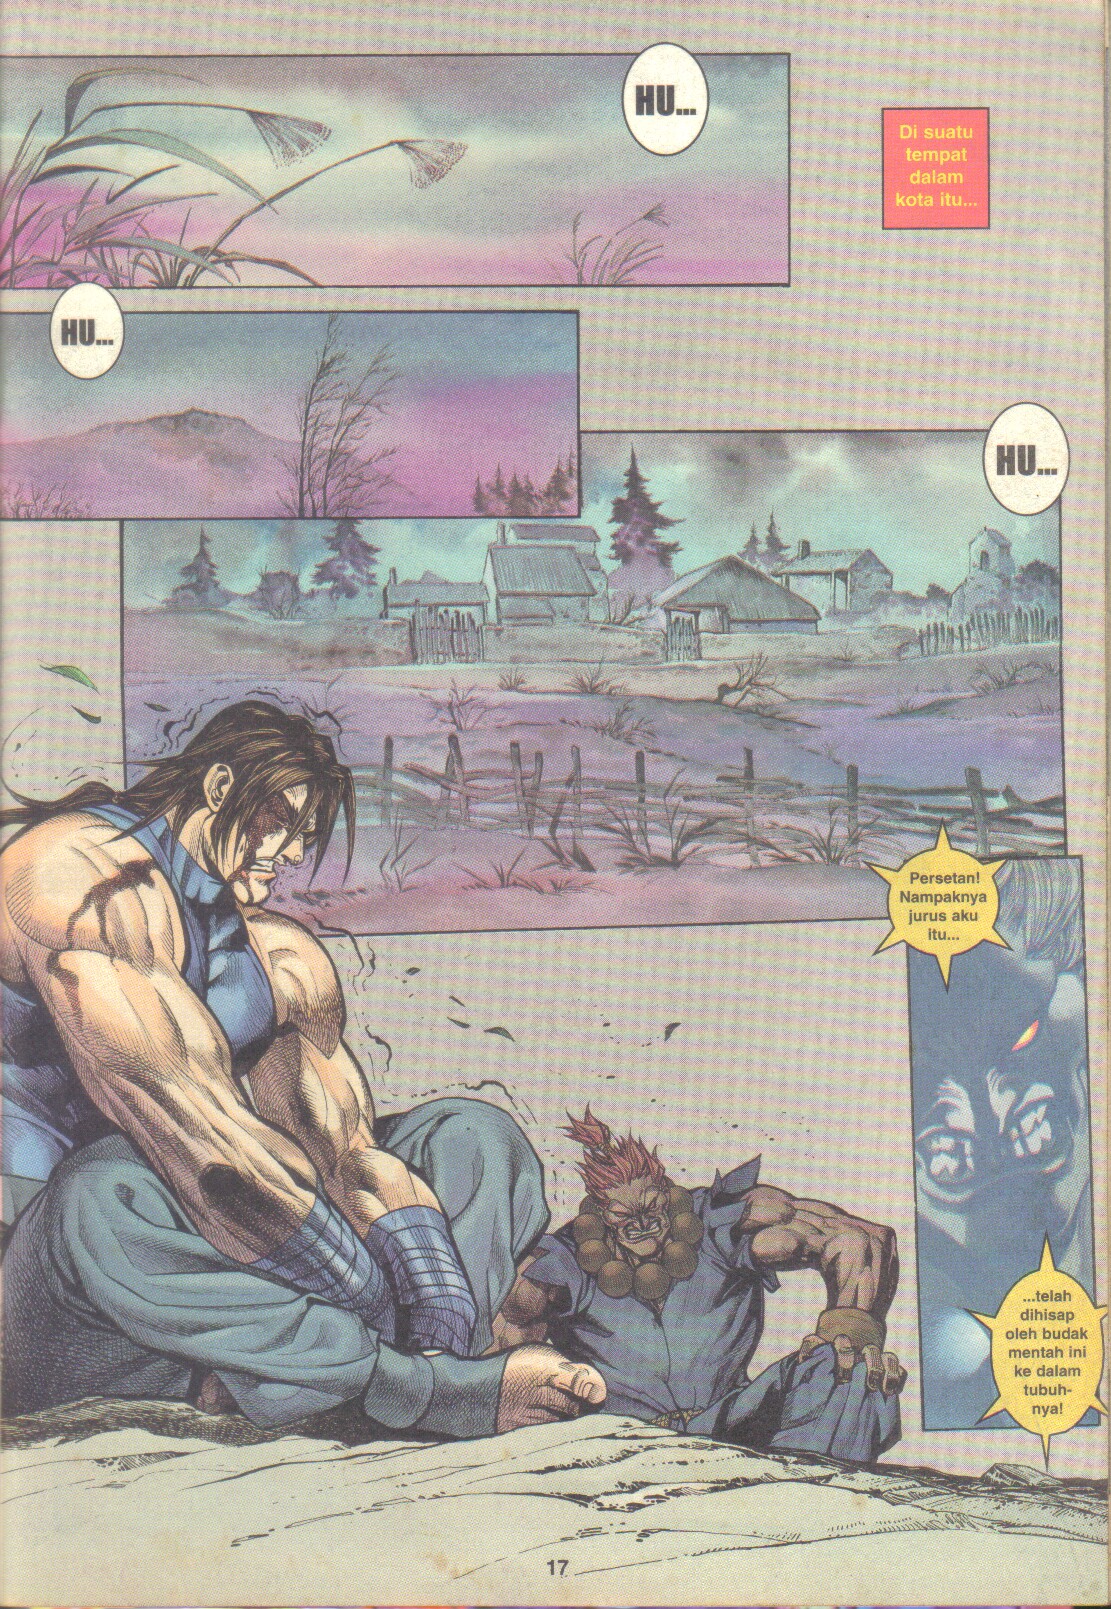 HU...
Di suatu
tempat
dalam
kota itu...
HU...
HU...
Persetan!
Nampaknya
jurus aku
itu...
...telah
dihisap
oleh budak
mentah ini
ke dalam
tubuh-
nya!
17